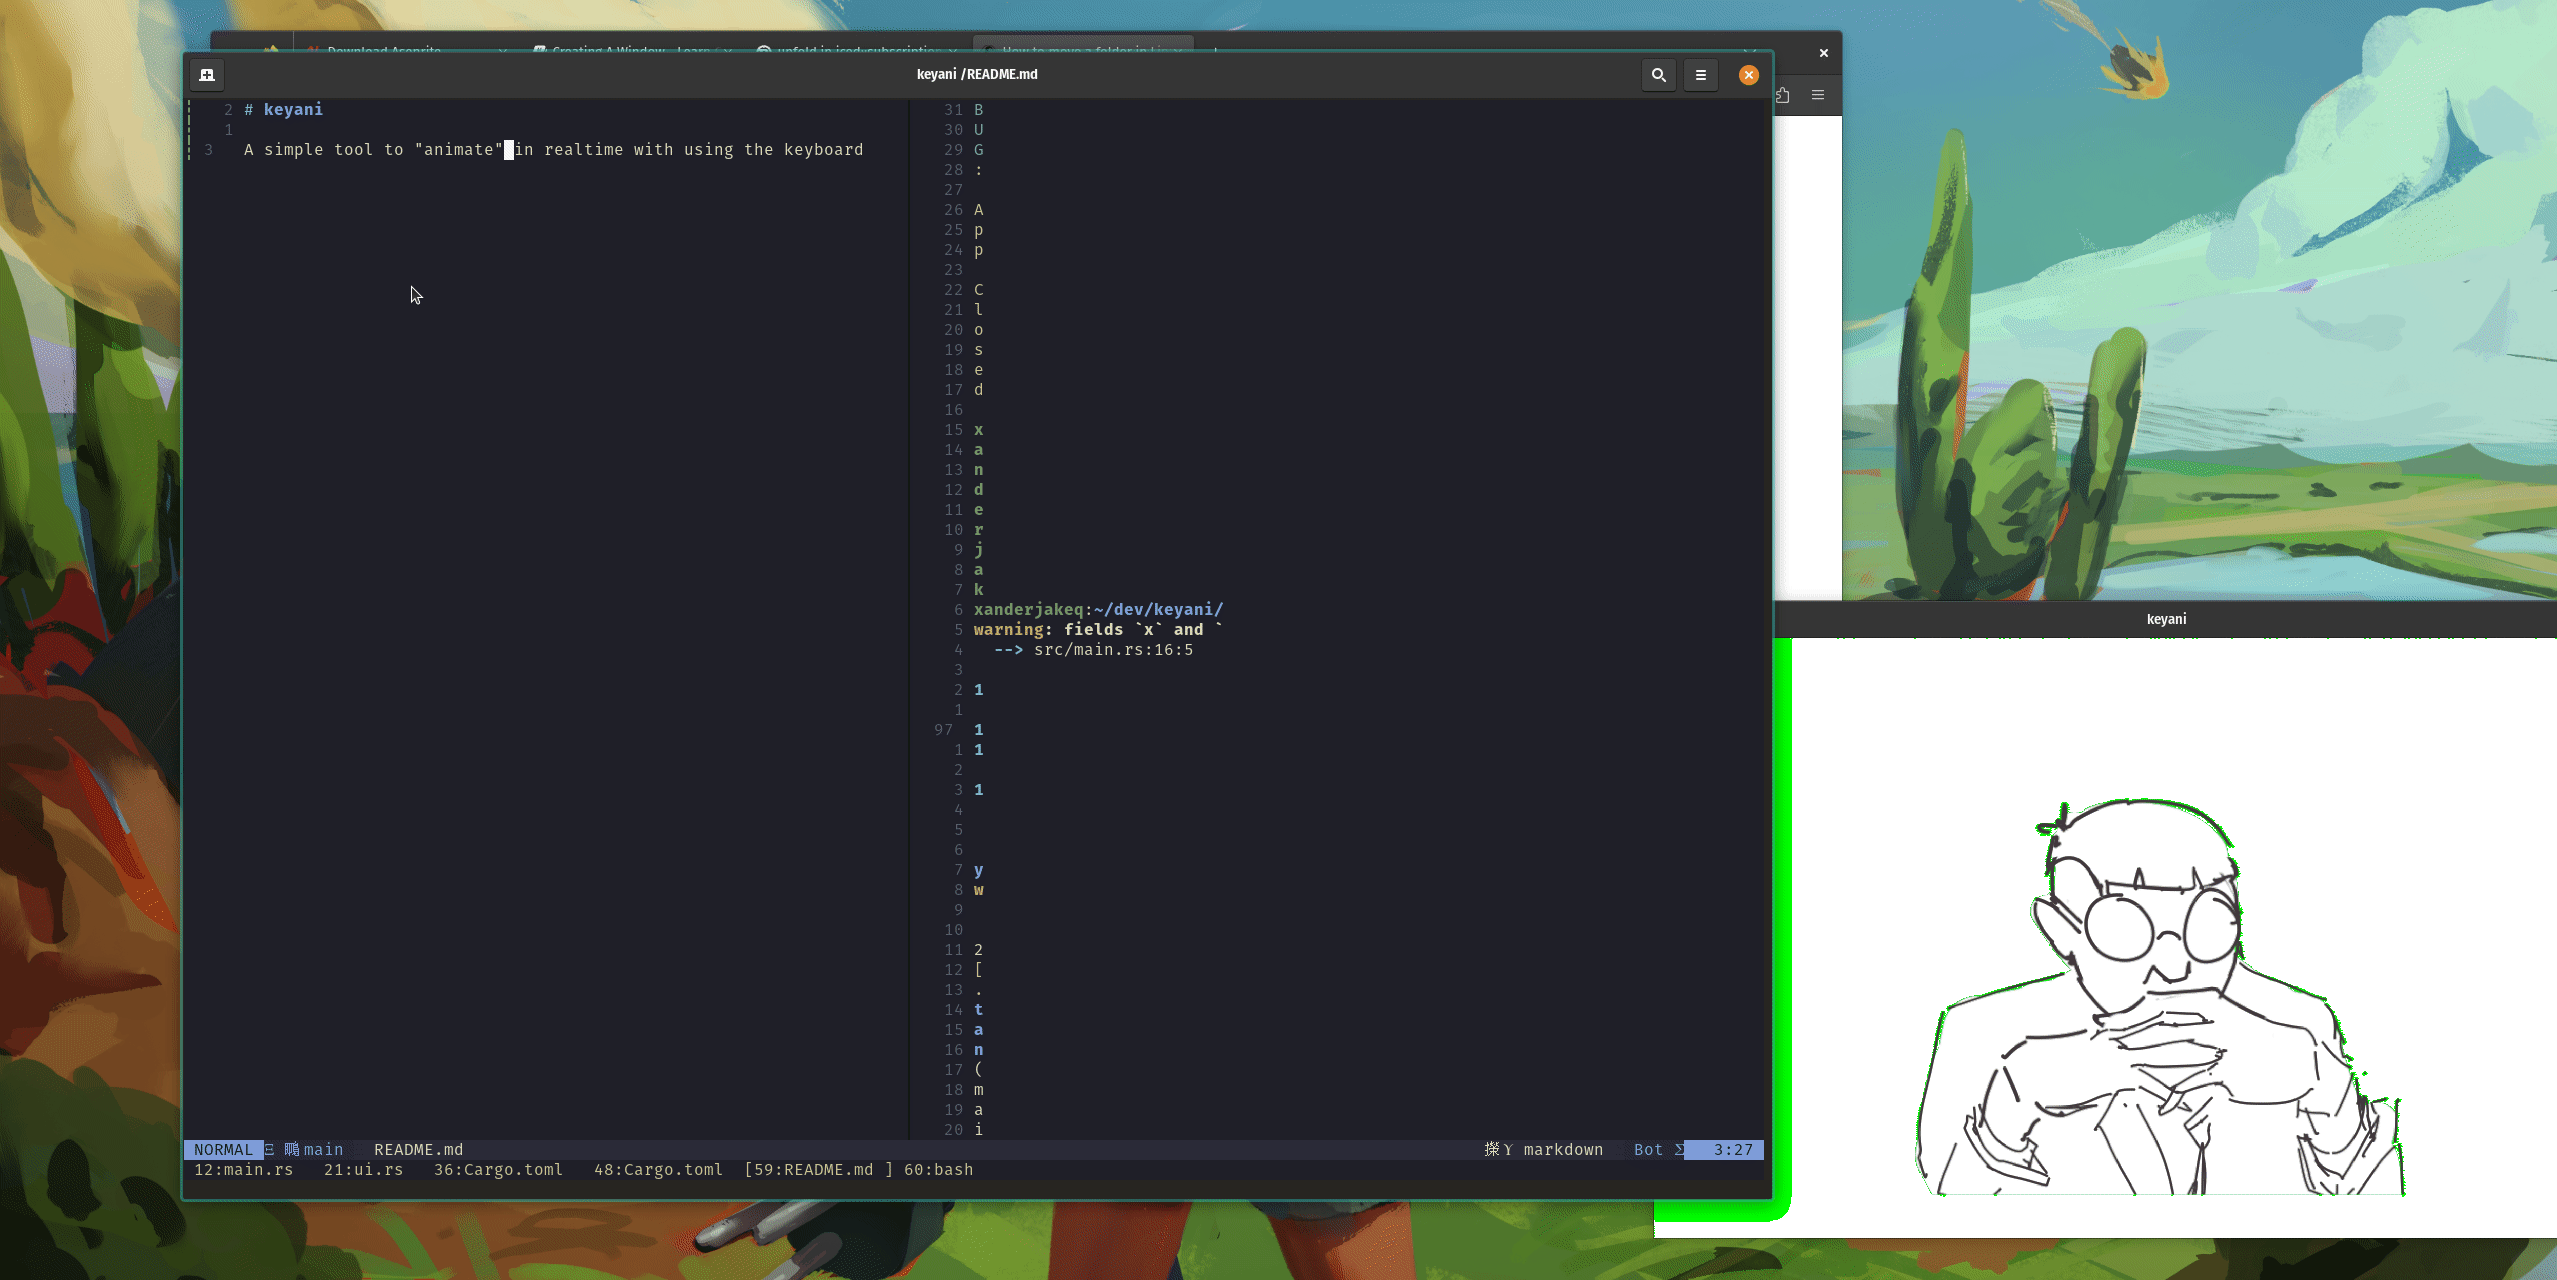 Download Aseprite
Creating A Window - Learn
unfold in iced::subscription
How to move a folder in Li
keyani /README.md
2 # keyani
1
3 A simple tool to "animate" in realtime with using the keyboard
31 B
30 U
29 G
28 :
27
26 A
25 p
24 p
23
22 C
21 l
20 o
19 s
18 e
17 d
16
15 x
14 a
13 n
12 d
11 e
10 r
9 j
8 a
7 k
6 xanderjakeq:~/dev/keyani/
5 warning: fields `x` and `
4 --> src/main.rs:16:5
3
2 1
1
97 1
1 1
2
3 1
4
5
6
7 y
8 w
9
10
11 2
12 [
13 .
14 t
15 a
16 n
17 (
18 m
19 a
20 i
NORMAL main README.md markdown Bot 3:27
12:main.rs 21:ui.rs 36:Cargo.toml 48:Cargo.toml [59:README.md ] 60:bash
keyani